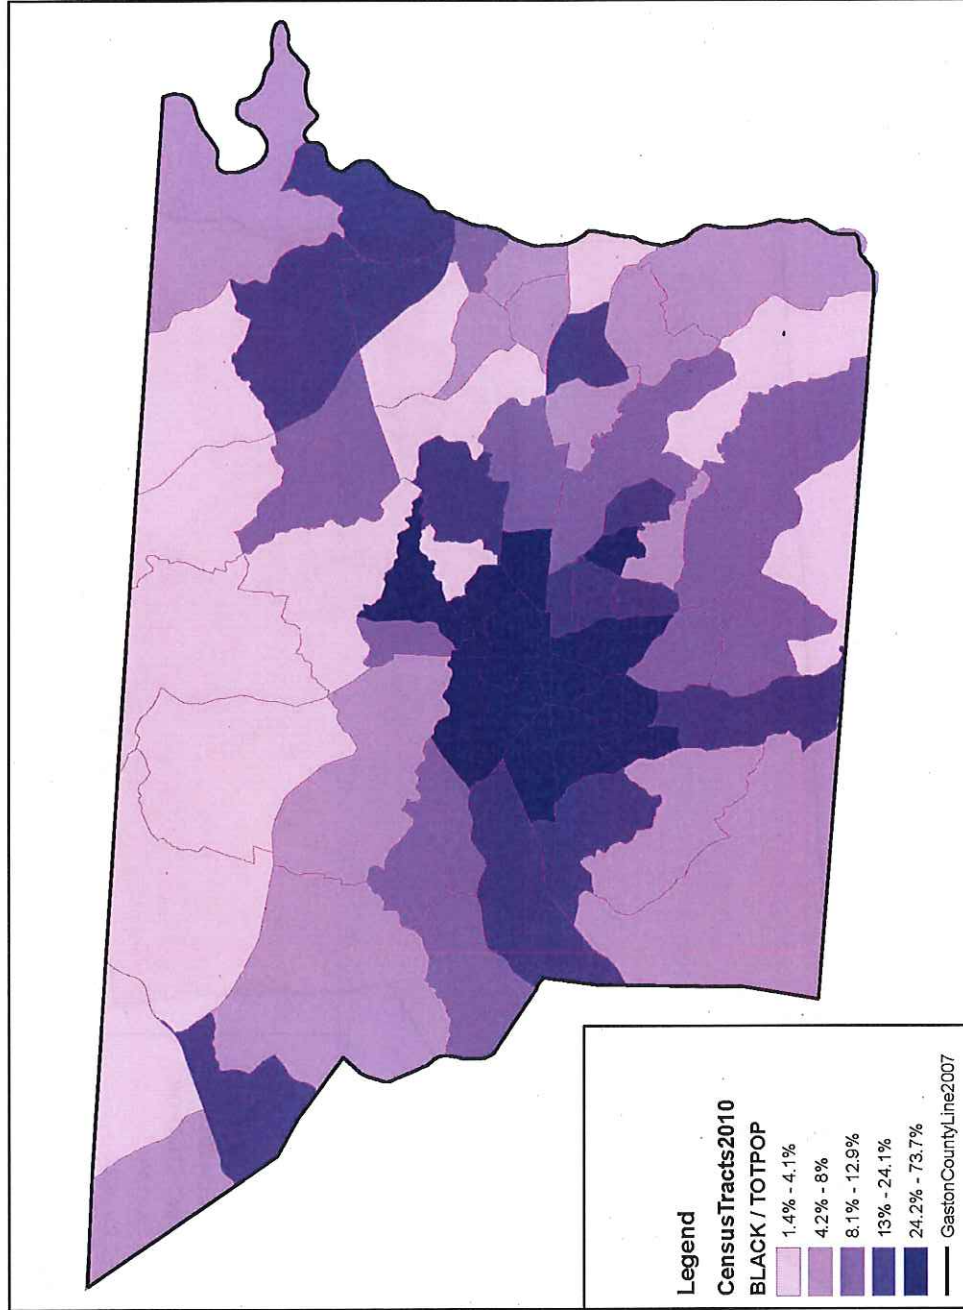 Legend
CensusTracts2010
BLACK / TOTPOP
1.4% - 4.1%
4.2% - 8%
8.1% - 12.9%
13% - 24.1%
24.2% - 73.7%
GastonCountyLine2007